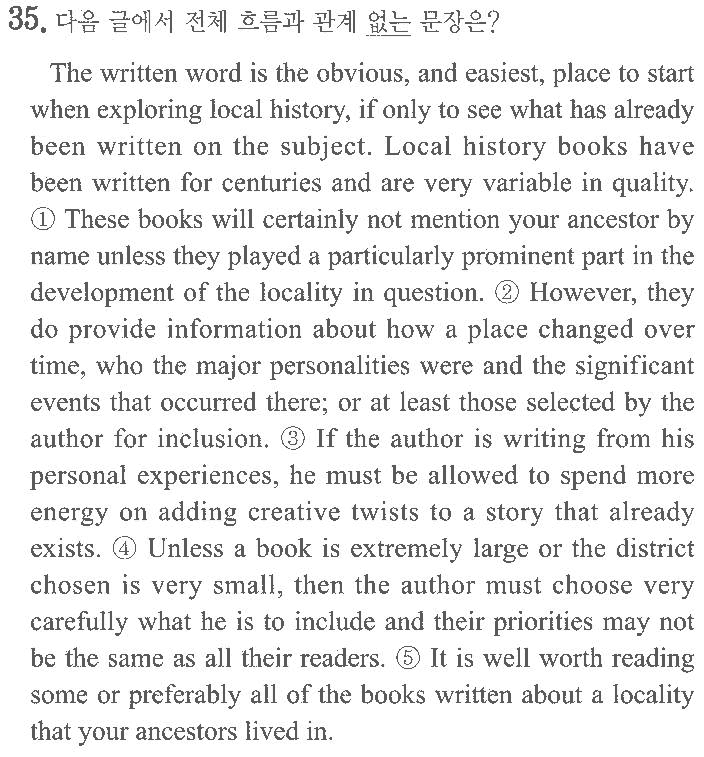 35. 다음 글에서 전체 흐름과 관계 없는 문장은?
The written word is the obvious, and easiest, place to start
when exploring local history, if only to see what has already
been written on the subject. Local history books have
been written for centuries and are very variable in quality.
① These books will certainly not mention your ancestor by
name unless they played a particularly prominent part in the
development of the locality in question. ② However, they
do provide information about how a place changed over
time, who the major personalities were and the significant
events that occurred there; or at least those selected by the
author for inclusion. ③ If the author is writing from his
personal experiences, he must be allowed to spend more
energy on adding creative twists to a story that already
exists. ④ Unless a book is extremely large or the district
chosen is very small, then the author must choose very
carefully what he is to include and their priorities may not
be the same as all their readers. ⑤ It is well worth reading
some or preferably all of the books written about a locality
that your ancestors lived in.